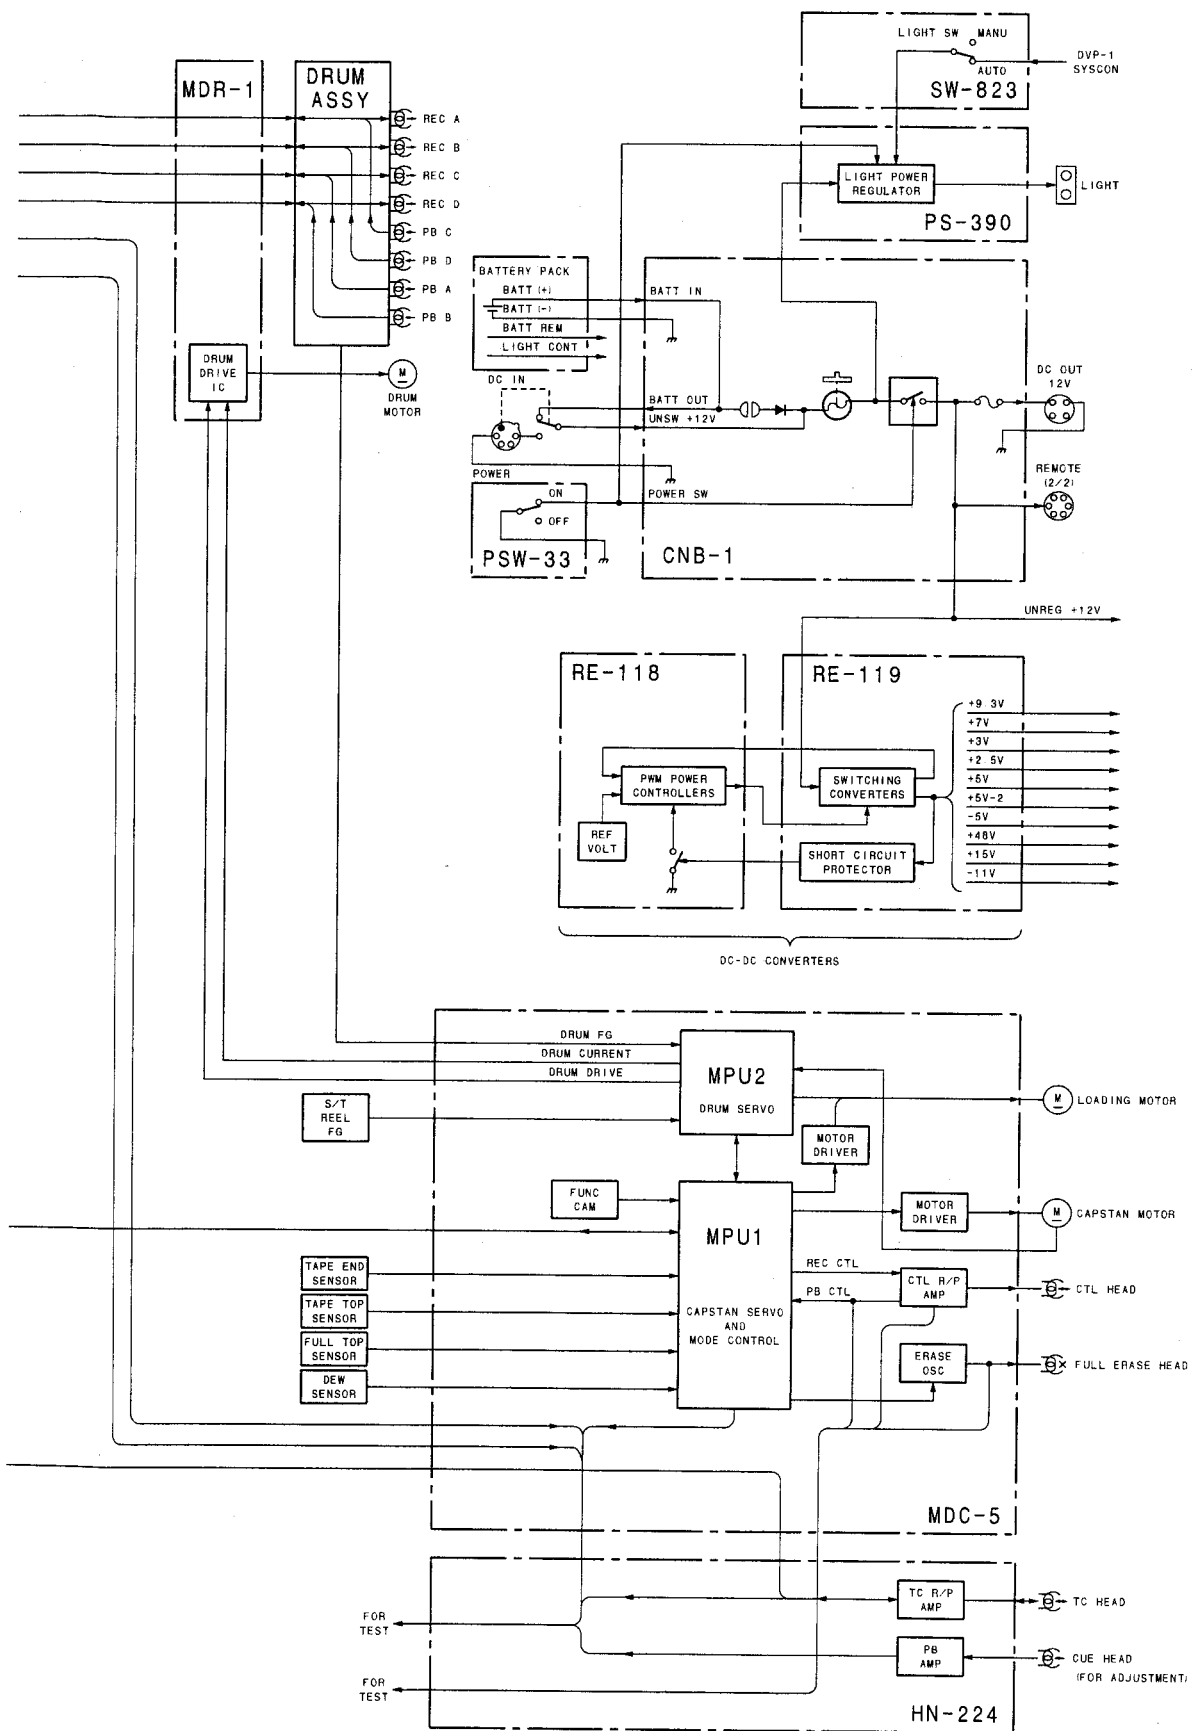 LIGHT SW
MANU
AUTO
SW-823
DVP-1
SYSCON
MDR-1
DRUM
ASSY
REC A
REC B
REC C
REC D
PB C
PB D
PB A
PB B
DRUM
DRIVE
IC
M
DRUM
MOTOR
LIGHT POWER
REGULATOR
PS-390
LIGHT
BATTERY PACK
BATT (+)
BATT (-)
BATT REM
LIGHT CONT
BATT IN
DC IN
BATT OUT
UNSW +12V
DC OUT
12V
REMOTE
(2/2)
POWER
ON
OFF
PSW-33
POWER SW
CNB-1
UNREG +12V
RE-118
RE-119
PWM POWER
CONTROLLERS
REF
VOLT
SWITCHING
CONVERTERS
SHORT CIRCUIT
PROTECTOR
+9.3V
+7V
+3V
+2.5V
+5V
+5V-2
-5V
+48V
+15V
-11V
DC-DC CONVERTERS
DRUM FG
DRUM CURRENT
DRUM DRIVE
MPU2
DRUM SERVO
S/T
REEL
FG
MOTOR
DRIVER
M
LOADING MOTOR
FUNC
CAM
MPU1
CAPSTAN SERVO
AND
MODE CONTROL
MOTOR
DRIVER
M
CAPSTAN MOTOR
TAPE END
SENSOR
TAPE TOP
SENSOR
FULL TOP
SENSOR
DEW
SENSOR
REC CTL
PB CTL
CTL R/P
AMP
CTL HEAD
ERASE
OSC
FULL ERASE HEAD
MDC-5
FOR
TEST
TC R/P
AMP
TC HEAD
PB
AMP
CUE HEAD
(FOR ADJUSTMENT)
FOR
TEST
HN-224